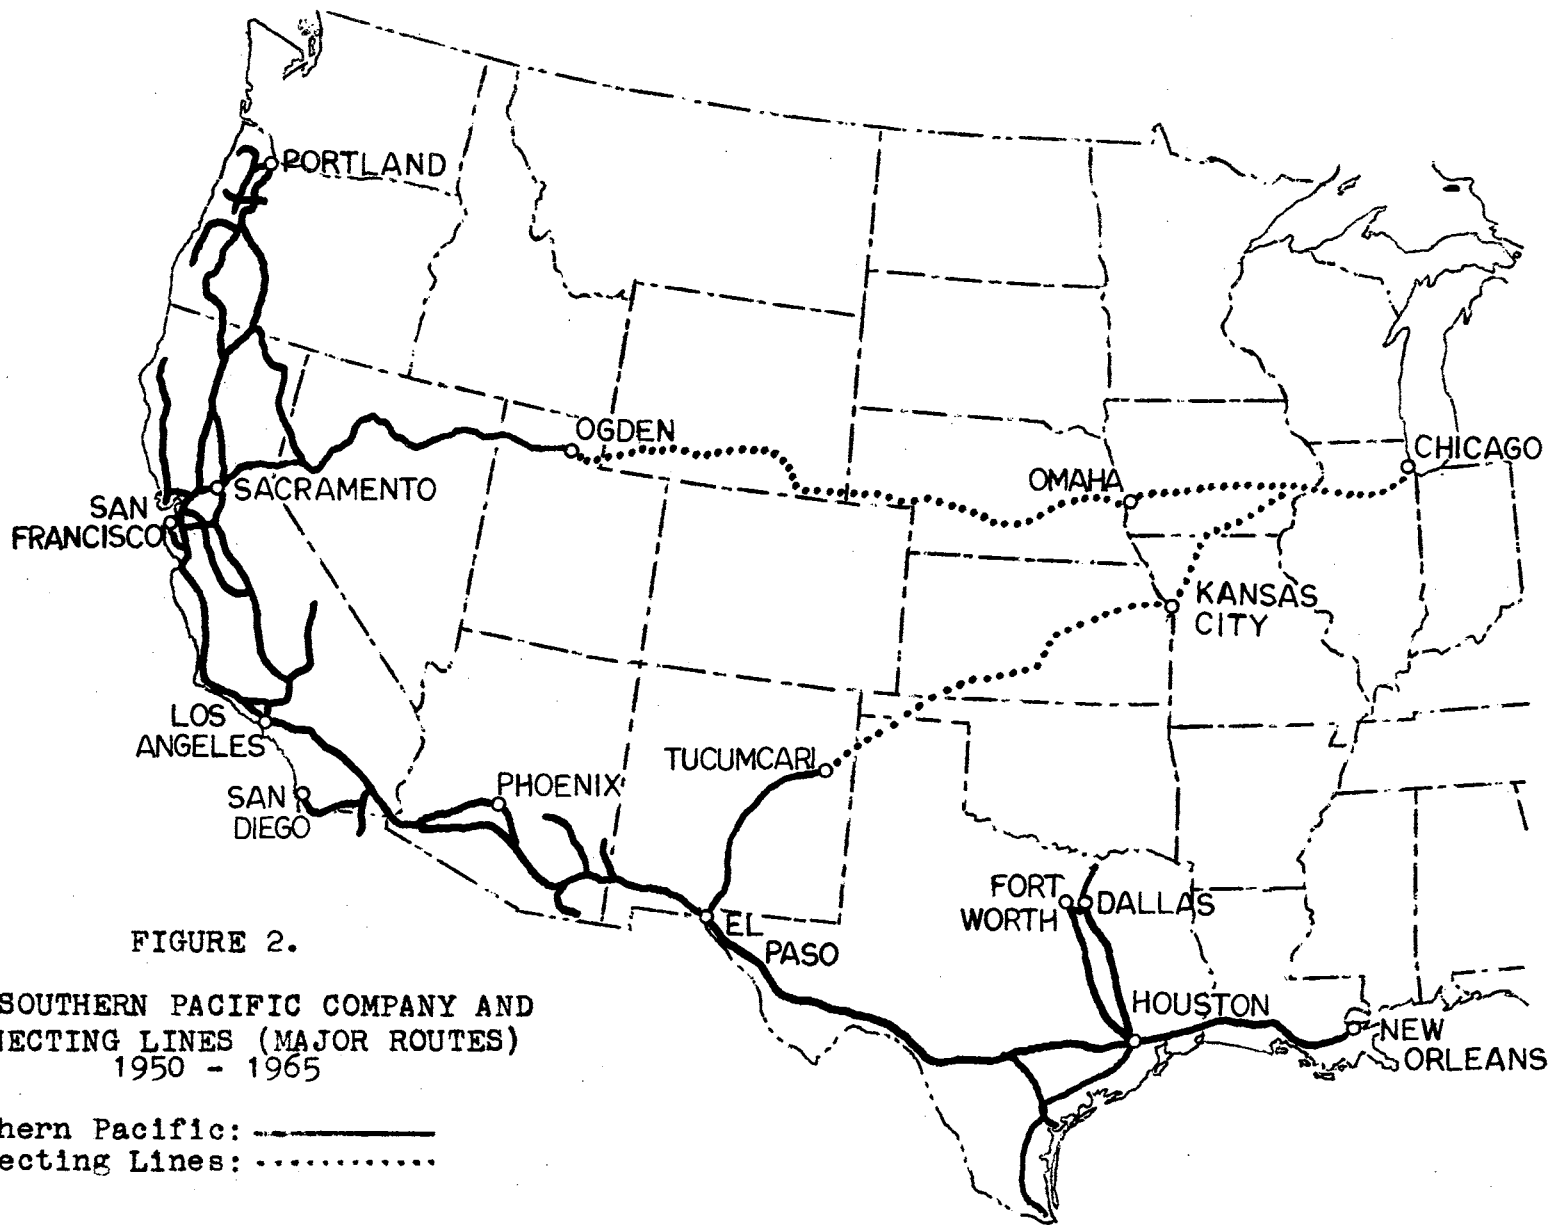 PORTLAND
OGDEN
CHICAGO
OMAHA
SACRAMENTO
SAN
FRANCISCO
KANSAS
CITY
LOS
ANGELES
TUCUMCARI
PHOENIX
SAN
DIEGO
FORT
WORTH
DALLAS
EL
PASO
HOUSTON
NEW
ORLEANS
FIGURE 2.
SOUTHERN PACIFIC COMPANY AND
NECTING LINES (MAJOR ROUTES)
1950 - 1965
hern Pacific:
ecting Lines: